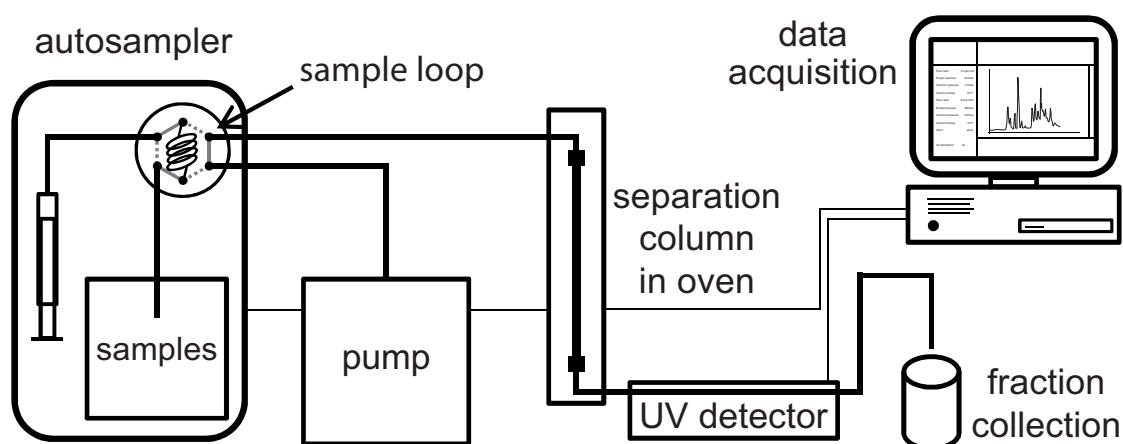 autosampler
sample loop
data
acquisition
separation
column
in oven
samples
pump
UV detector
fraction
collection